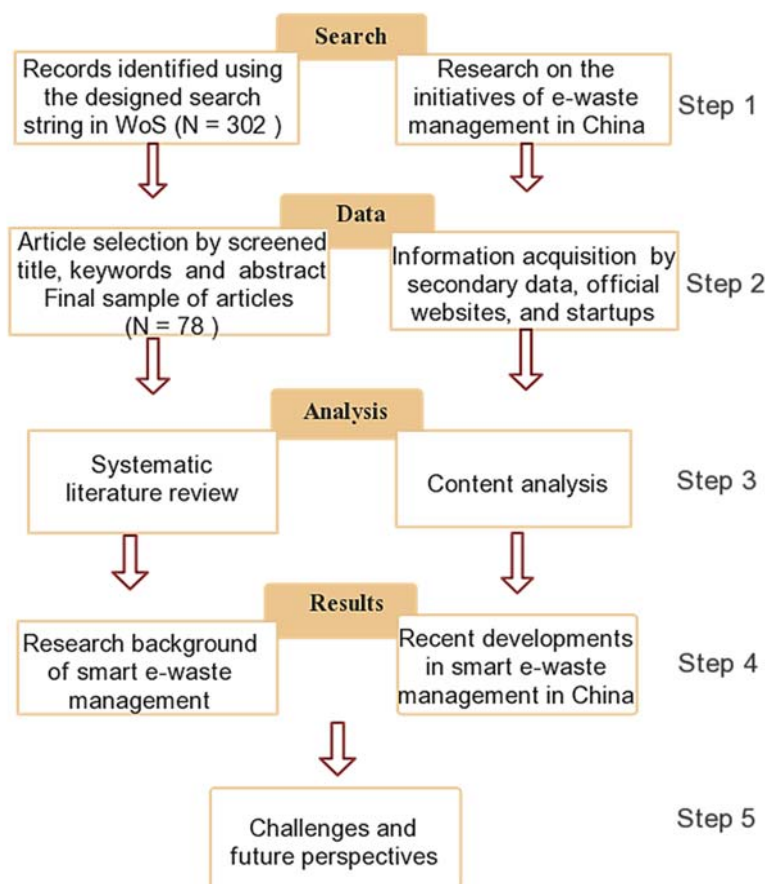 Search
Records identified using
the designed search
string in WoS (N = 302 )
Research on the
initiatives of e-waste
management in China
Step 1
Data
Article selection by screened
title, keywords and abstract
Final sample of articles
(N = 78 )
Information acquisition by
secondary data, official
websites, and startups
Step 2
Analysis
Systematic
literature review
Content analysis
Step 3
Results
Research background
of smart e-waste
management
Recent developments
in smart e-waste
management in China
Step 4
Challenges and
future perspectives
Step 5